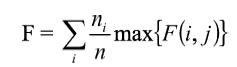 F = ∑_i n_i/n max{F(i, j)}